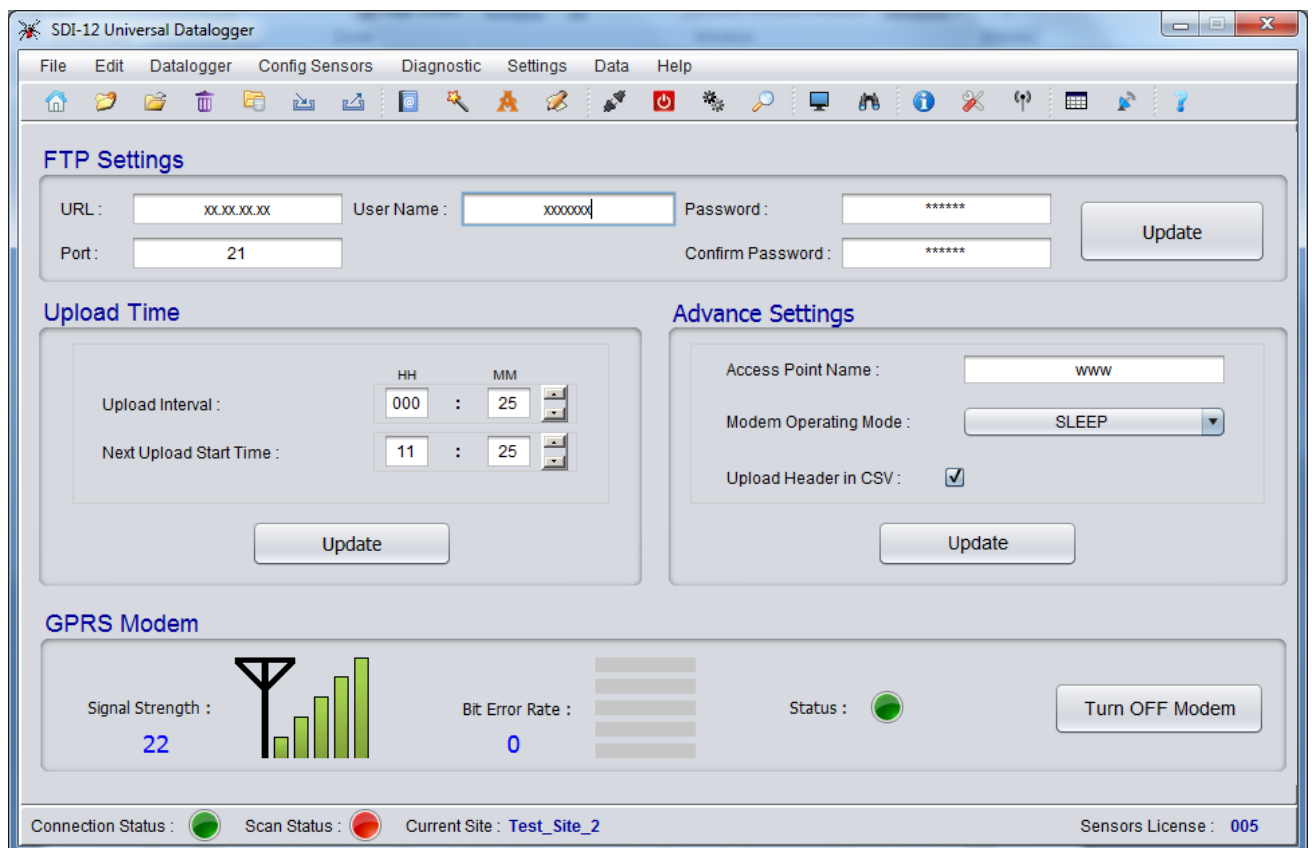 SDI-12 Universal Datalogger
File Edit Datalogger Config Sensors Diagnostic Settings Data Help
FTP Settings
URL : xx.xx.xx.xx User Name : xxxxxxx Password : ******
Port : 21 Confirm Password : ******
Update
Upload Time
HH MM
Upload Interval : 000 : 25
Next Upload Start Time : 11 : 25
Update
Advance Settings
Access Point Name : www
Modem Operating Mode : SLEEP
Upload Header in CSV :
Update
GPRS Modem
Signal Strength :
22
Bit Error Rate :
0
Status :
Turn OFF Modem
Connection Status : Scan Status : Current Site : Test_Site_2 Sensors License : 005